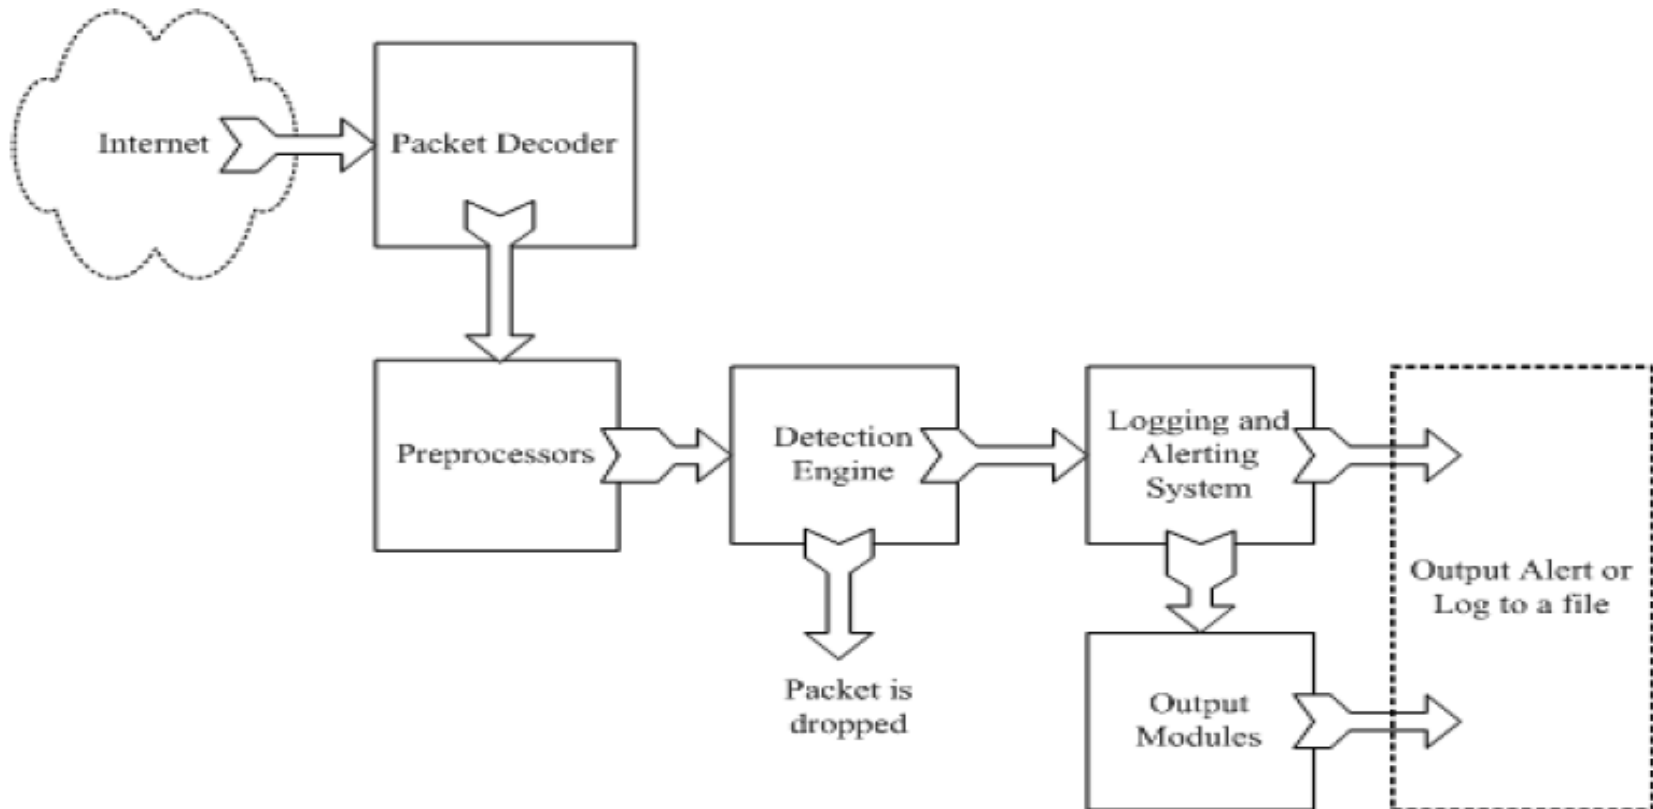 Internet
Packet Decoder
Preprocessors
Detection
Engine
Logging and
Alerting
System
Output Alert or
Log to a file
Packet is
dropped
Output
Modules